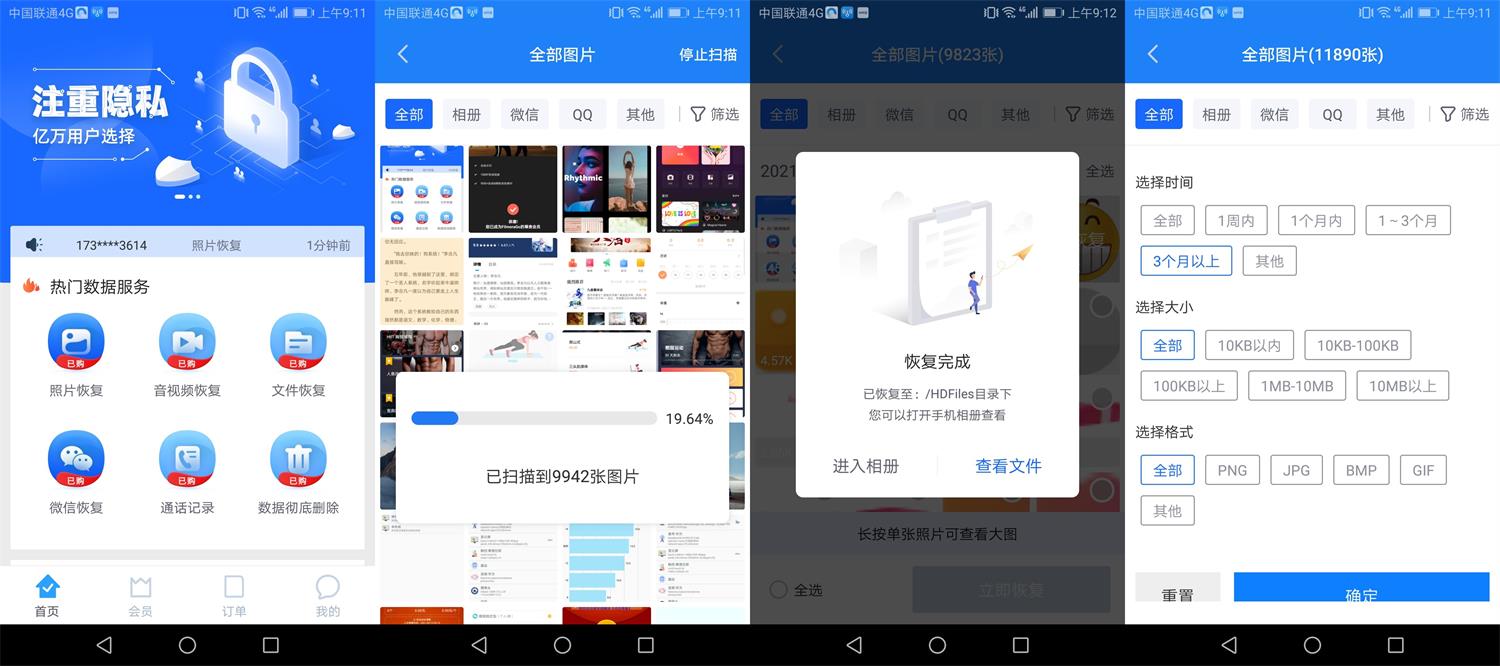 中国联通4G
上午9:11
注重隐私
亿万用户选择
173****3614 照片恢复 1分钟前
热门数据服务
已购 已购 已购
照片恢复 音视频恢复 文件恢复
已购 已购 已购
微信恢复 通话记录 数据彻底删除
首页 会员 订单 我的
中国联通4G
上午9:11
全部图片 停止扫描
全部 相册 微信 QQ 其他 筛选
Rhythmic
19.64%
已扫描到9942张图片
中国联通4G
上午9:12
全部图片(9823张)
全部 相册 微信 QQ 其他 筛选
2021
全选
恢复
4.57K
恢复完成
已恢复至：/HDFiles目录下
您可以打开手机相册查看
进入相册 查看文件
长按单张照片可查看大图
全选 立即恢复
中国联通4G
上午9:11
全部图片(11890张)
全部 相册 微信 QQ 其他 筛选
选择时间
全部 1周内 1个月内 1~3个月
3个月以上 其他
选择大小
全部 10KB以内 10KB-100KB
100KB以上 1MB-10MB 10MB以上
选择格式
全部 PNG JPG BMP GIF
其他
重置 确定